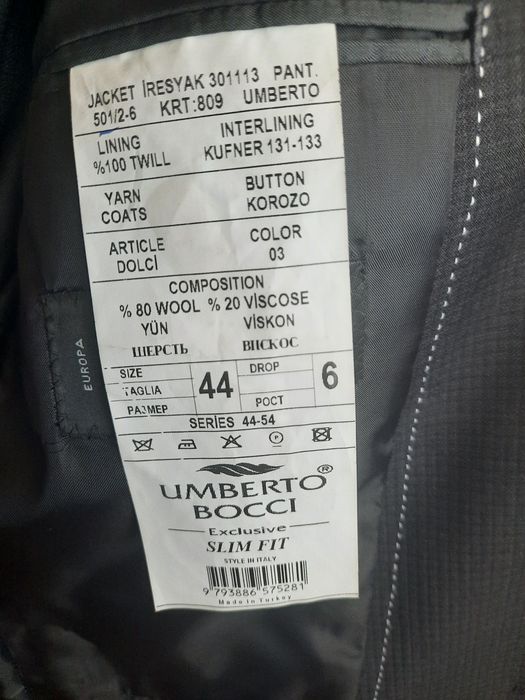 JACKET İRESYAK 301113 PANT.
501/2-6 KRT:809 UMBERTO
LINING
%100 TWILL
INTERLINING
KUFNER 131-133
YARN
COATS
BUTTON
KOROZO
ARTICLE
DOLCİ
COLOR
03
COMPOSITION
% 80 WOOL % 20 VİSCOSE
YÜN VİSKON
ШЕРСТЬ ВИСКОС
SIZE
TAGLIA
РАЗМЕР
44
DROP
РОСТ
6
SERIES 44-54
P
UMBERTO ®
BOCCI
Exclusive
SLIM FIT
STYLE IN ITALY
9 793886 575281
Made in Turkey
EUROPA